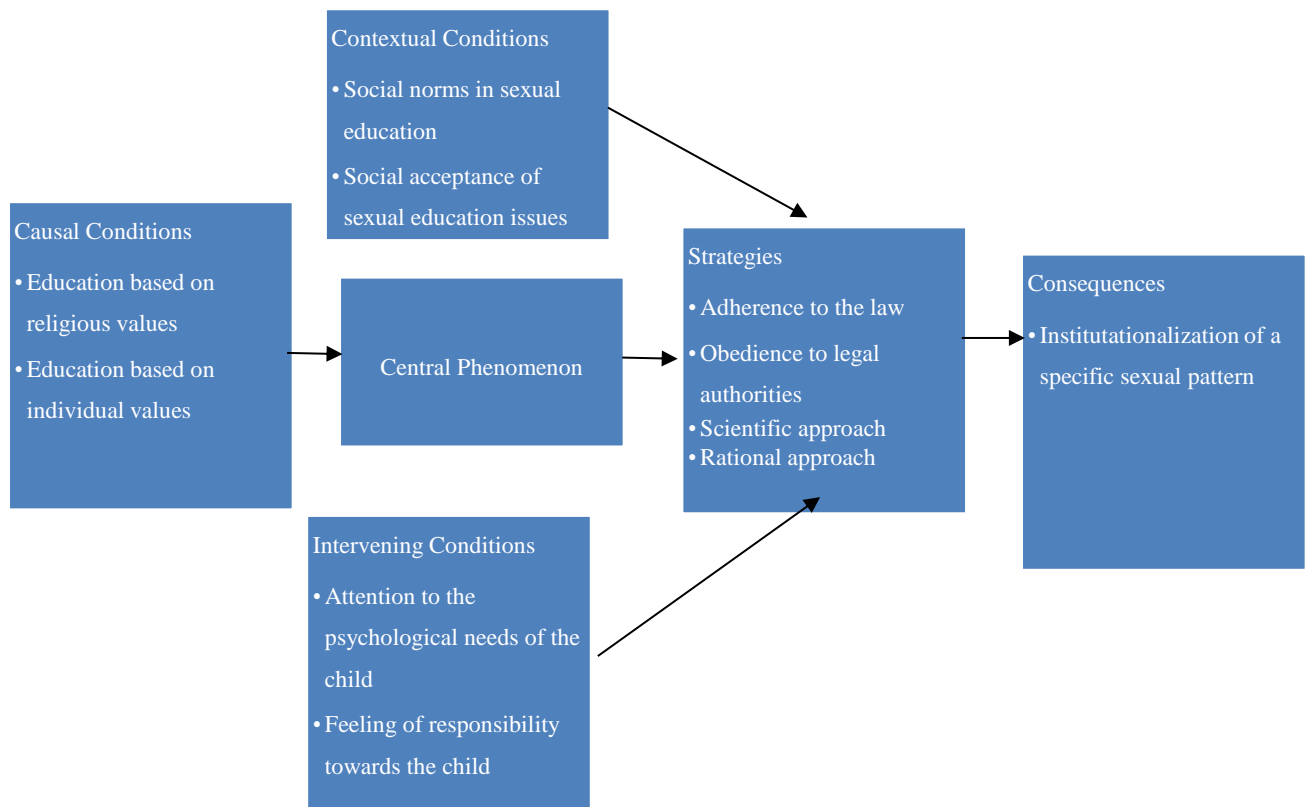 Contextual Conditions
• Social norms in sexual
education
• Social acceptance of
sexual education issues
Causal Conditions
• Education based on
religious values
• Education based on
individual values
Central Phenomenon
Strategies
• Adherence to the law
• Obedience to legal
authorities
• Scientific approach
• Rational approach
Consequences
• Institutationalization of a
specific sexual pattern
Intervening Conditions
• Attention to the
psychological needs of the
child
• Feeling of responsibility
towards the child